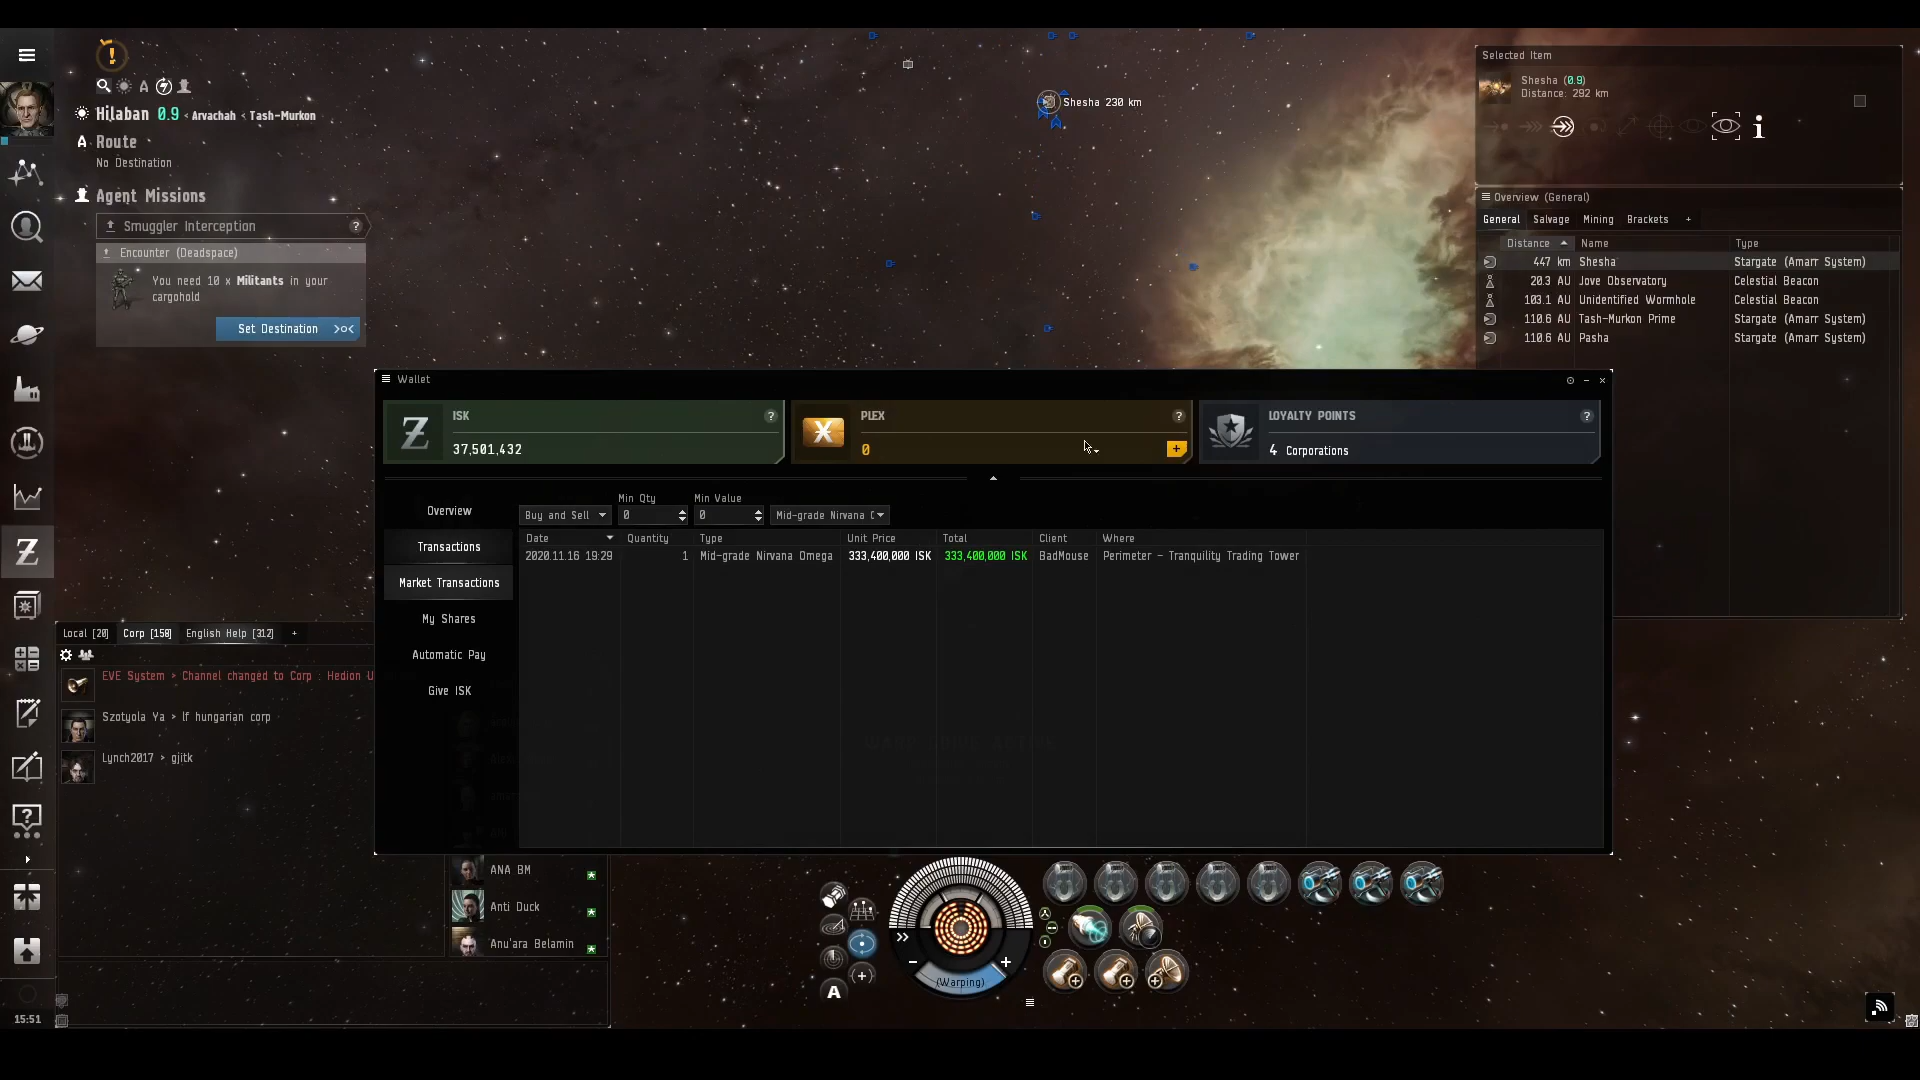 Hilaban 0.9 < Arvachah < Tash-Murkon
A Route
No Destination
Agent Missions
Smuggler Interception ?
Encounter (Deadspace)
You need 10 x Militants in your
cargohold
Set Destination
Shesha 230 km
Selected Item
Shesha (0.9)
Distance: 292 km
Overview (General)
General Salvage Mining Brackets +
Distance Name Type
447 km Shesha Stargate (Amarr System)
20.3 AU Jove Observatory Celestial Beacon
103.1 AU Unidentified Wormhole Celestial Beacon
110.6 AU Tash-Murkon Prime Stargate (Amarr System)
110.6 AU Pasha Stargate (Amarr System)
Wallet
ISK ?
37,501,432
PLEX ?
0 +
LOYALTY POINTS ?
4 Corporations
Overview
Transactions
Market Transactions
My Shares
Automatic Pay
Give ISK
Min Qty Min Value
Buy and Sell 0 0 Mid-grade Nirvana
Date Quantity Type Unit Price Total Client Where
2020.11.16 19:29 1 Mid-grade Nirvana Omega 333,400,000 ISK 333,400,000 ISK BadMouse Perimeter - Tranquility Trading Tower
WARP DRIVE ACTIVE
Local [20] Corp [150] English Help [312] +
EVE System > Channel changed to Corp : Hedion U
Szotyola Ya > lf hungarian corp
Lynch2017 > gjitk
ANA BM
Anti Duck
Anu'ara Belamin
(Warping)
A
15:51